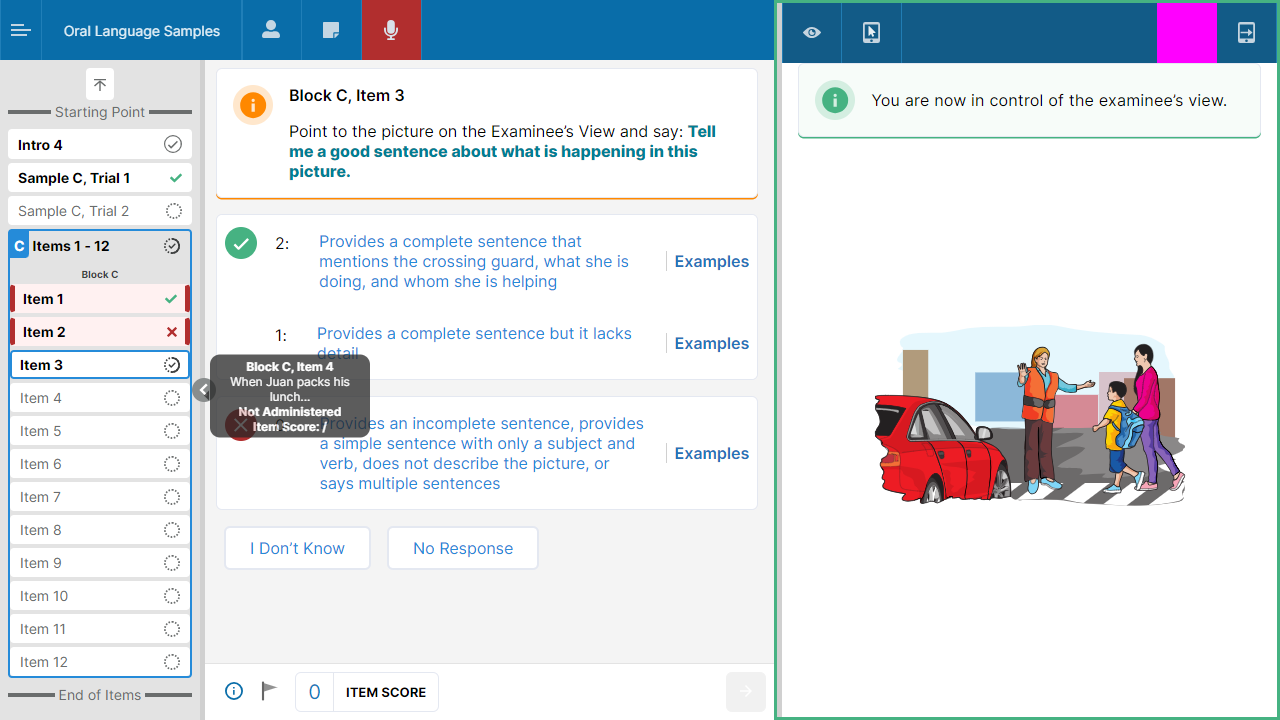 Oral Language Samples
Starting Point
Intro 4
Sample C, Trial 1
Sample C, Trial 2
C Items 1 - 12
Block C
Item 1
Item 2
Item 3
Item 4
Item 5
Item 6
Item 7
Item 8
Item 9
Item 10
Item 11
Item 12
End of Items
Block C, Item 3
Point to the picture on the Examinee’s View and say: Tell
me a good sentence about what is happening in this
picture.
2:
Provides a complete sentence that
mentions the crossing guard, what she is
doing, and whom she is helping
Examples
1:
Provides a complete sentence but it lacks
detail
Examples
Block C, Item 4
When Juan packs his
lunch...
Not Administered
Item Score: /
Provides an incomplete sentence, provides
a simple sentence with only a subject and
verb, does not describe the picture, or
says multiple sentences
Examples
I Don’t Know
No Response
0 ITEM SCORE
You are now in control of the examinee’s view.